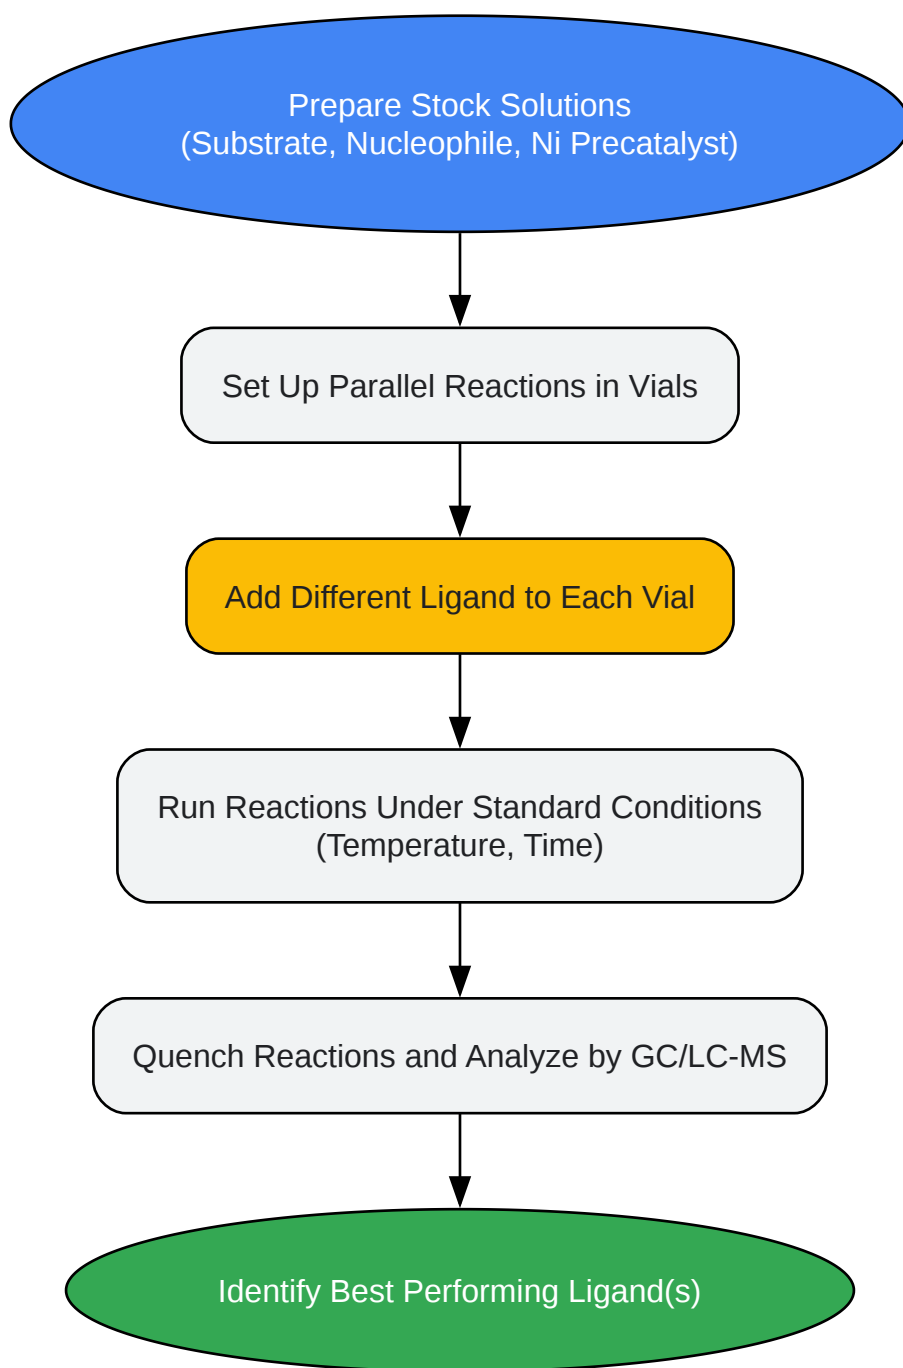 Prepare Stock Solutions
(Substrate, Nucleophile, Ni Precatalyst)
Set Up Parallel Reactions in Vials
Add Different Ligand to Each Vial
Run Reactions Under Standard Conditions
(Temperature, Time)
Quench Reactions and Analyze by GC/LC-MS
Identify Best Performing Ligand(s)